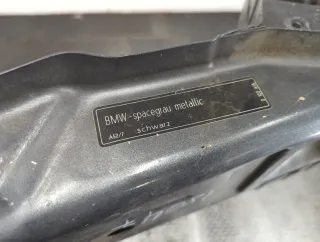 BMW-spacegrau metallic
A52/7 schwarz